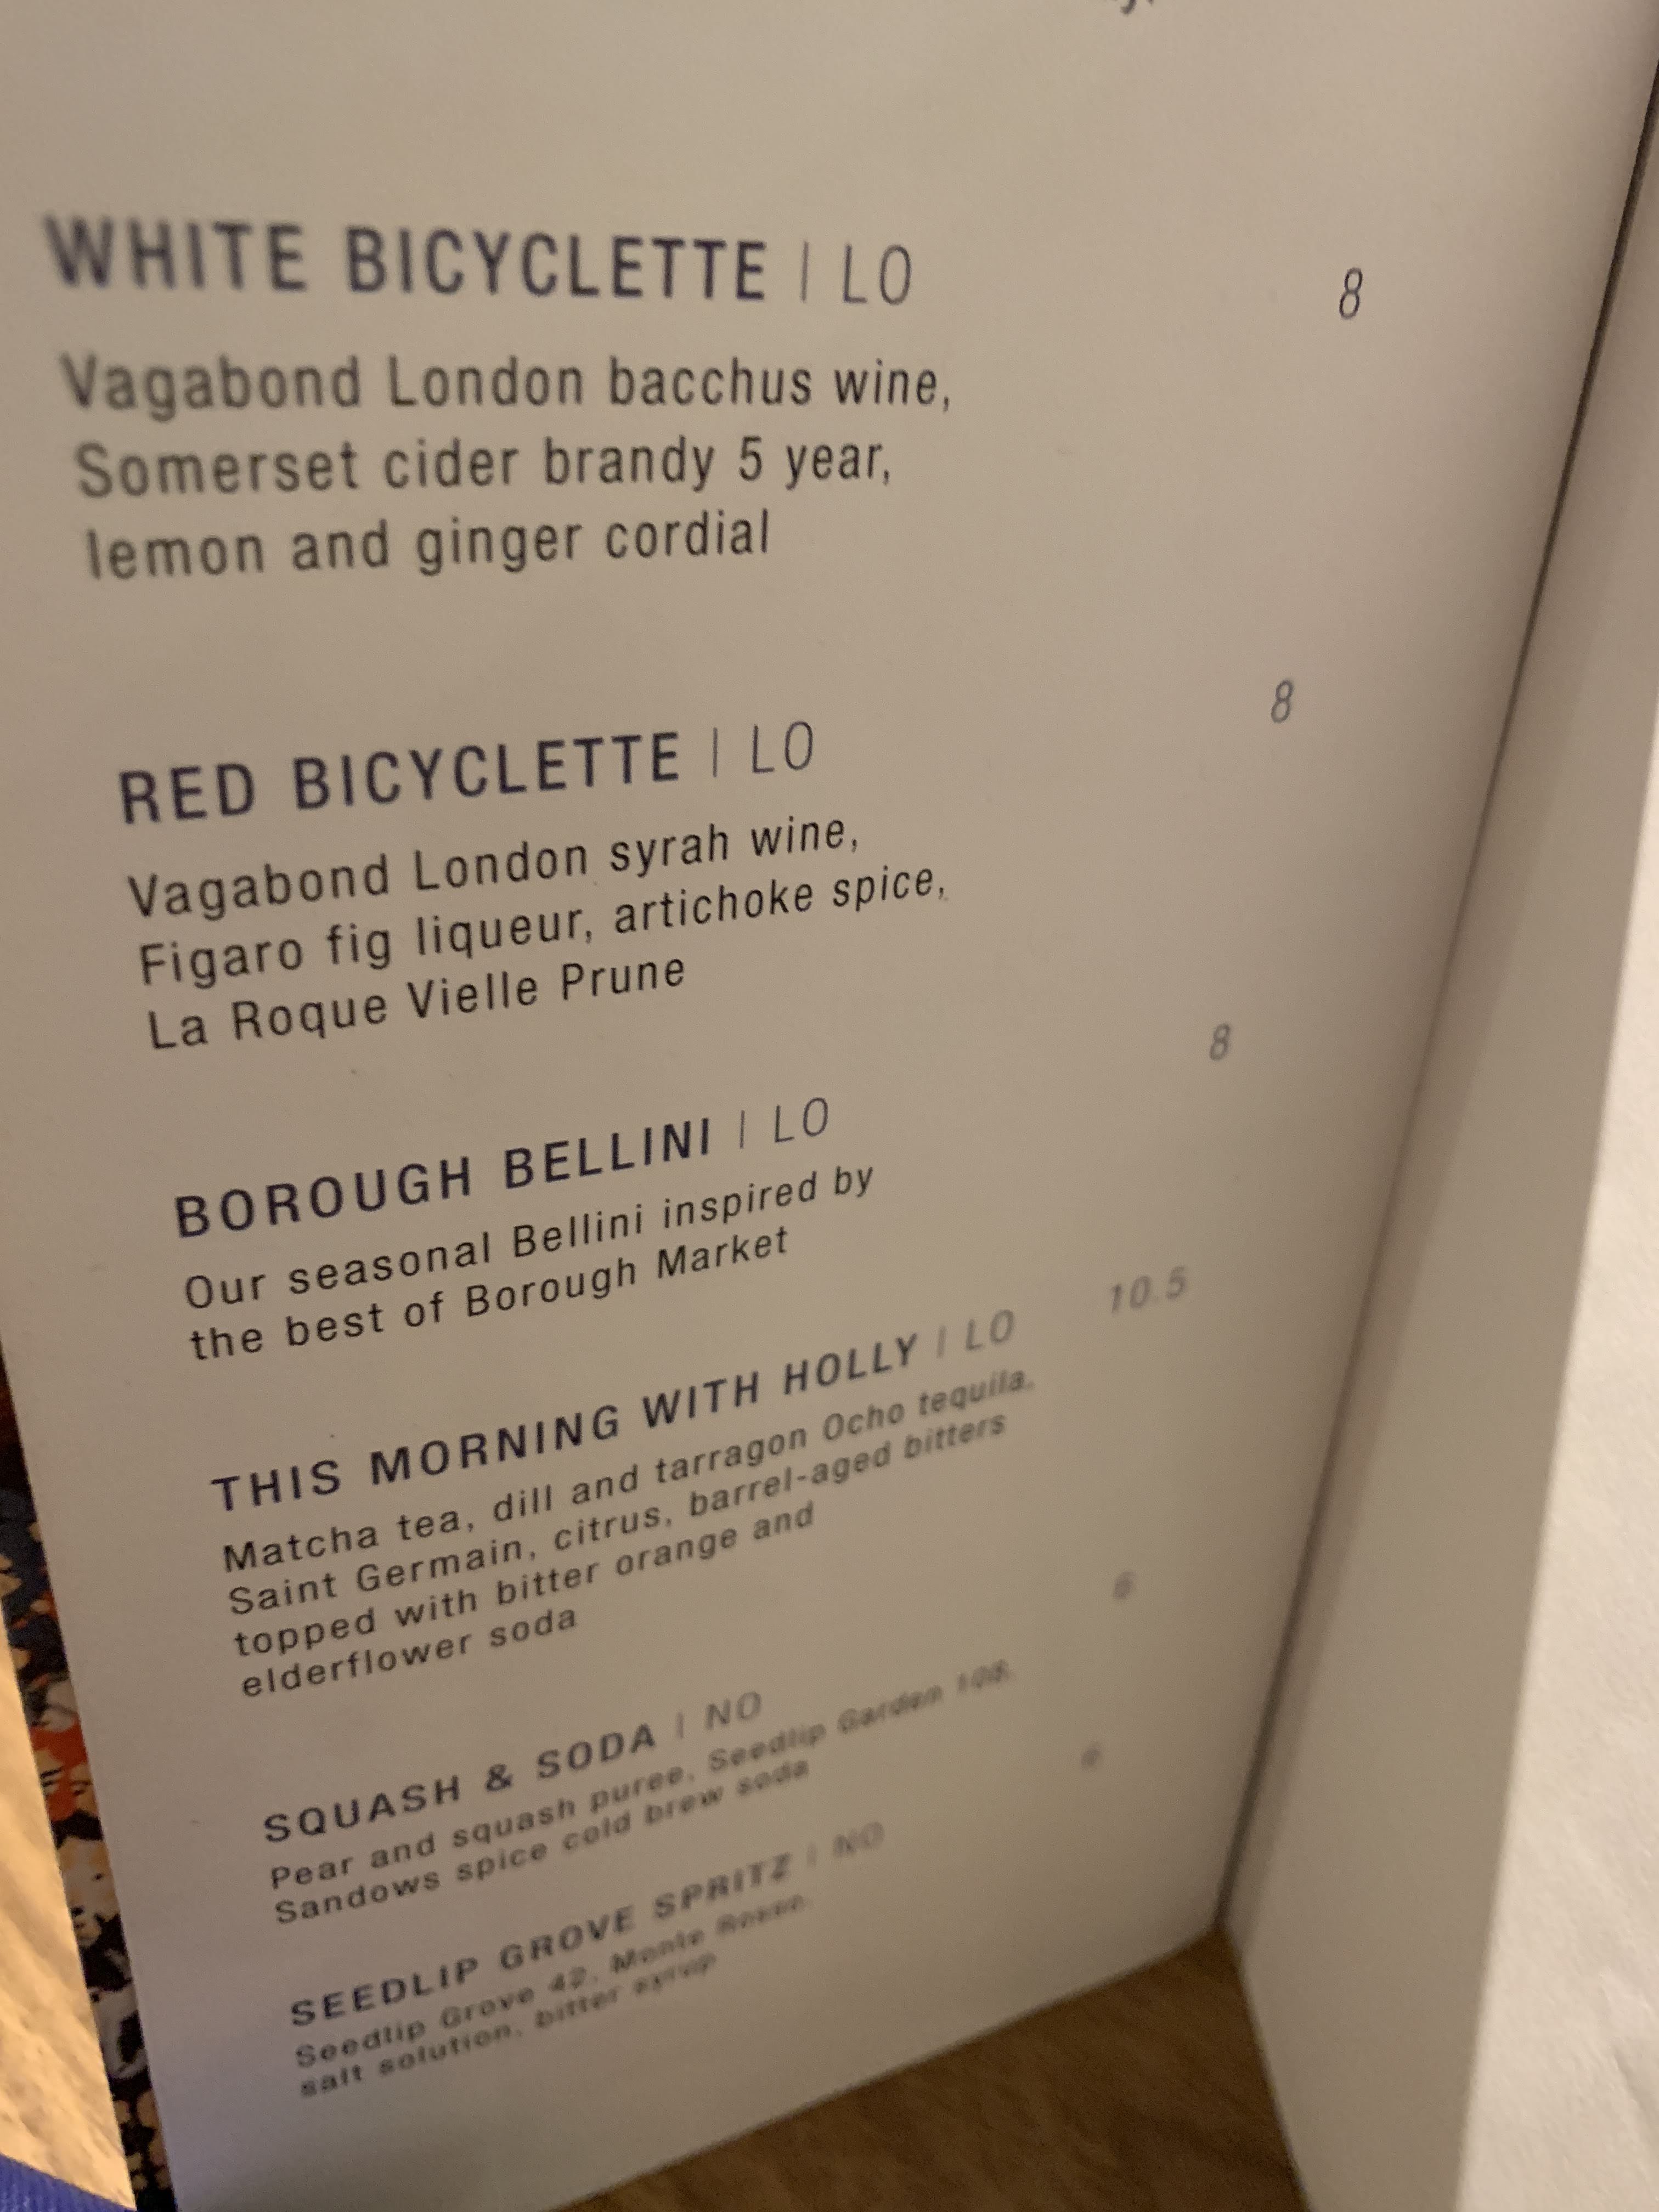 WHITE BICYCLETTE | LO 8
Vagabond London bacchus wine,
Somerset cider brandy 5 year,
lemon and ginger cordial
RED BICYCLETTE | LO 8
Vagabond London syrah wine,
Figaro fig liqueur, artichoke spice,
La Roque Vielle Prune
BOROUGH BELLINI | LO 8
Our seasonal Bellini inspired by
the best of Borough Market
THIS MORNING WITH HOLLY | LO 10.5
Matcha tea, dill and tarragon Ocho tequila,
Saint Germain, citrus, barrel-aged bitters
topped with bitter orange and
elderflower soda
SQUASH & SODA | NO 6
Pear and squash puree, Seedlip Garden 108,
Sandows spice cold brew soda
SEEDLIP GROVE SPRITZ | NO
Seedlip Grove 42, Monte Rosso,
salt solution, bitter syrup